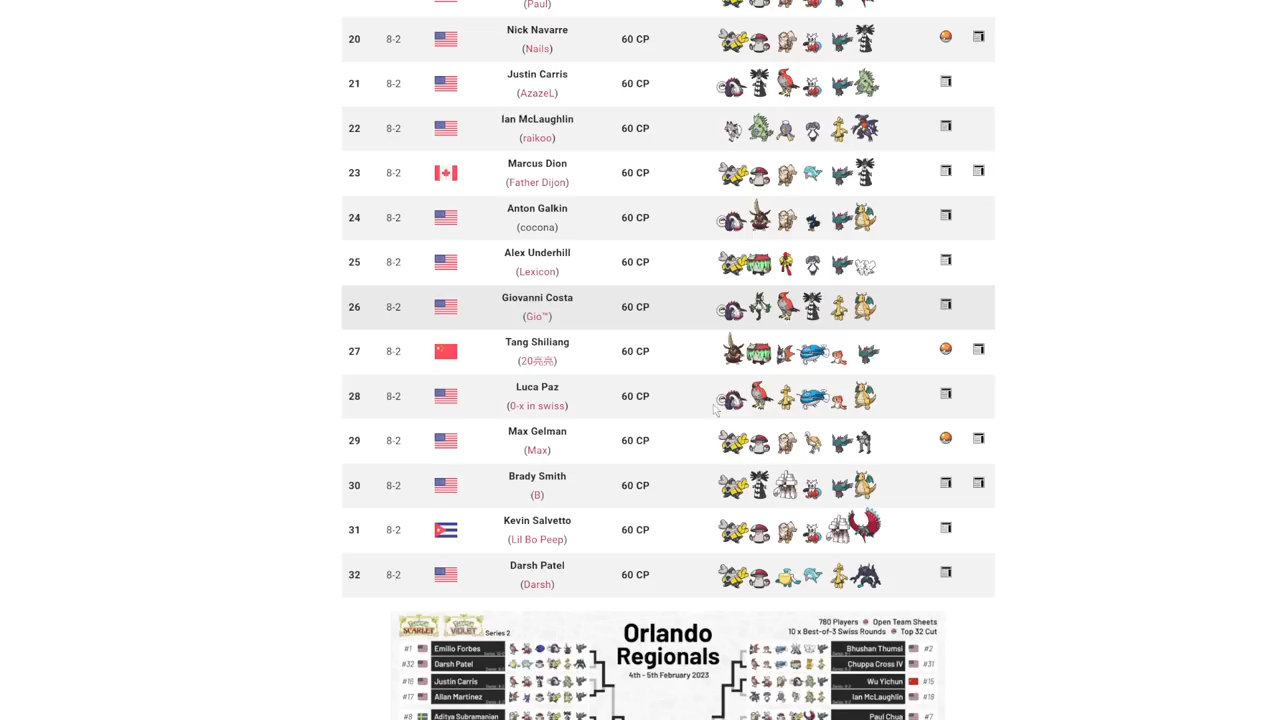 (Paul)
20 8-2 Nick Navarre (Nails) 60 CP
21 8-2 Justin Carris (AzazeL) 60 CP
22 8-2 Ian McLaughlin (raikoo) 60 CP
23 8-2 Marcus Dion (Father Dijon) 60 CP
24 8-2 Anton Galkin (cocona) 60 CP
25 8-2 Alex Underhill (Lexicon) 60 CP
26 8-2 Giovanni Costa (Gio™) 60 CP
27 8-2 Tang Shiliang (20亮亮) 60 CP
28 8-2 Luca Paz (0-x in swiss) 60 CP
29 8-2 Max Gelman (Max) 60 CP
30 8-2 Brady Smith (B) 60 CP
31 8-2 Kevin Salvetto (Lil Bo Peep) 60 CP
32 8-2 Darsh Patel (Darsh) 60 CP
SCARLET VIOLET Series 2
Orlando Regionals
4th - 5th February 2023
780 Players Open Team Sheets
10 x Best-of-3 Swiss Rounds Top 32 Cut
#1 Emilio Forbes
Bhushan Thumsi #2
#32 Darsh Patel
Chuppa Cross IV #31
#16 Justin Carris
Wu Yichun #15
#17 Allan Martinez
Ian McLaughlin #18
#8 Aditya Subramanian
Paul Chua #7